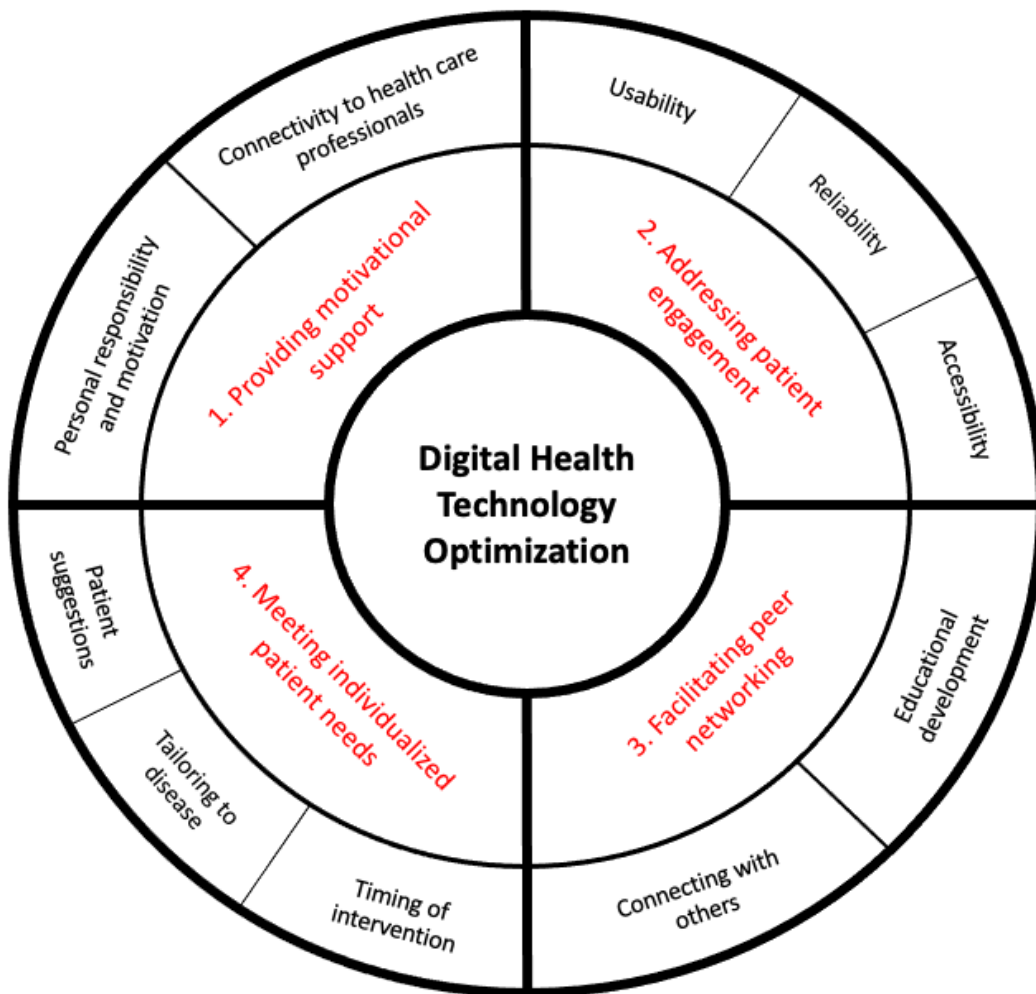 Connectivity to health care
professionals
Personal responsibility
and motivation
1. Providing motivational
support
Usability
Reliability
Accessibility
2. Addressing patient
engagement
Digital Health
Technology
Optimization
Educational
development
Connecting with
others
3. Facilitating peer
networking
Patient
suggestions
Tailoring to
disease
Timing of
intervention
4. Meeting individualized
patient needs